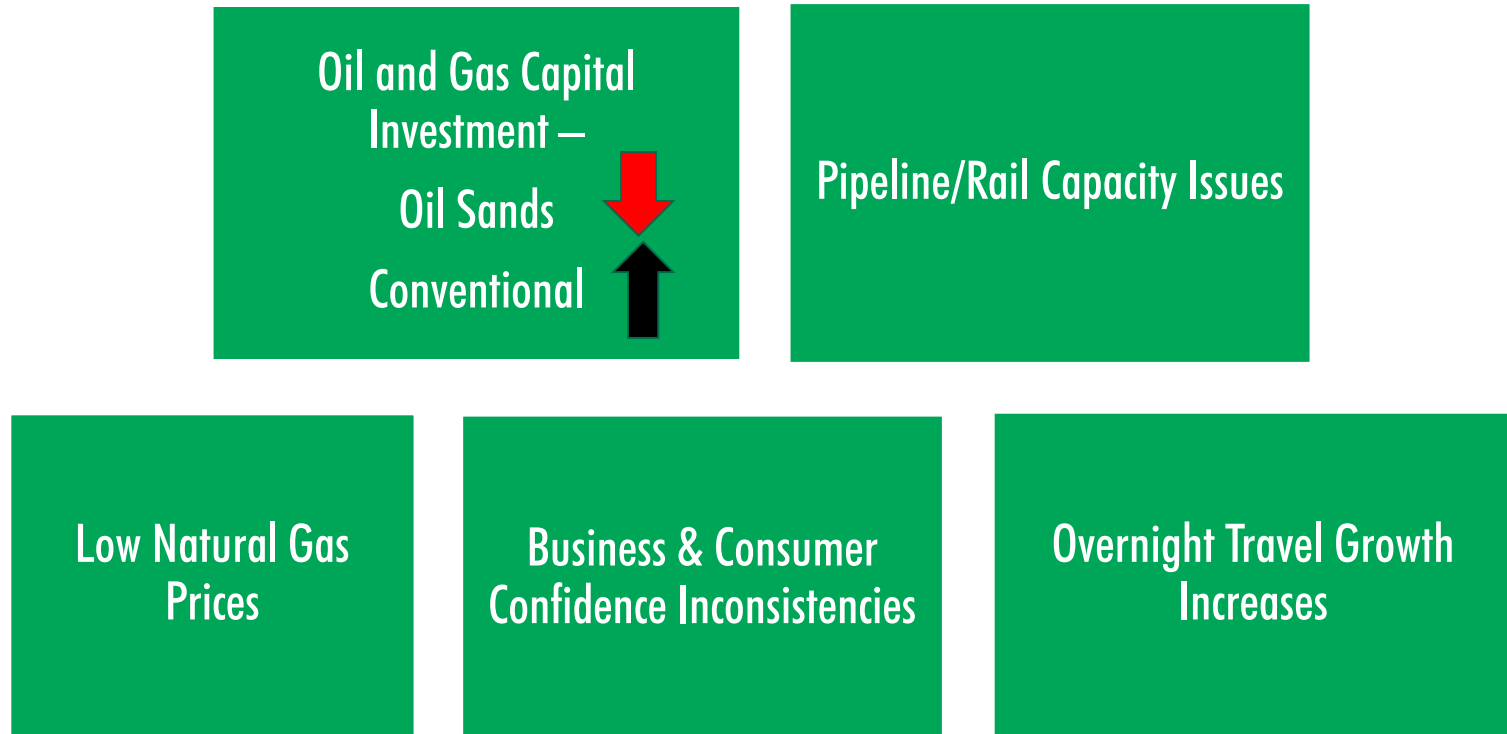 Oil and Gas Capital
Investment –
Oil Sands
Conventional
Pipeline/Rail Capacity Issues
Low Natural Gas
Prices
Business & Consumer
Confidence Inconsistencies
Overnight Travel Growth
Increases